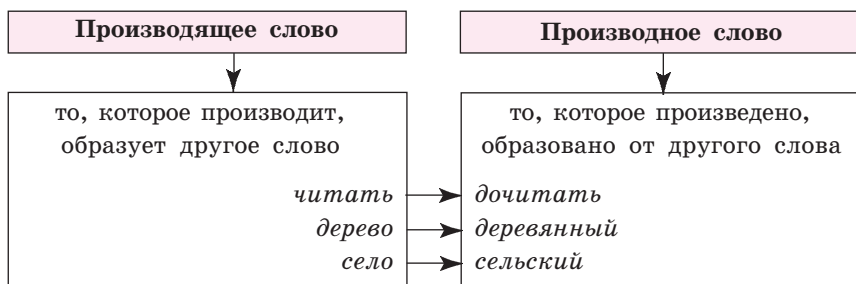 Производящее слово
то, которое производит,
образует другое слово
читать
дерево
село
Производное слово
то, которое произведено,
образовано от другого слова
дочитать
деревянный
сельский